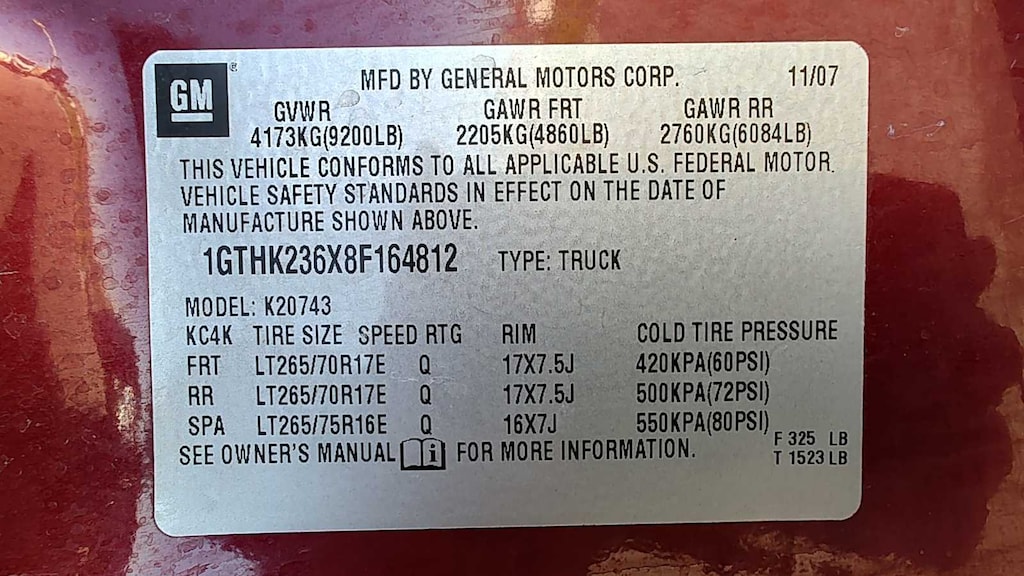 GM® MFD BY GENERAL MOTORS CORP. 11/07
GVWR GAWR FRT GAWR RR
4173KG(9200LB) 2205KG(4860LB) 2760KG(6084LB)
THIS VEHICLE CONFORMS TO ALL APPLICABLE U.S. FEDERAL MOTOR
VEHICLE SAFETY STANDARDS IN EFFECT ON THE DATE OF
MANUFACTURE SHOWN ABOVE.
1GTHK236X8F164812 TYPE: TRUCK
MODEL: K20743
KC4K TIRE SIZE SPEED RTG RIM COLD TIRE PRESSURE
FRT LT265/70R17E Q 17X7.5J 420KPA(60PSI)
RR LT265/70R17E Q 17X7.5J 500KPA(72PSI)
SPA LT265/75R16E Q 16X7J 550KPA(80PSI)
SEE OWNER'S MANUAL i FOR MORE INFORMATION.
F 325 LB
T 1523 LB